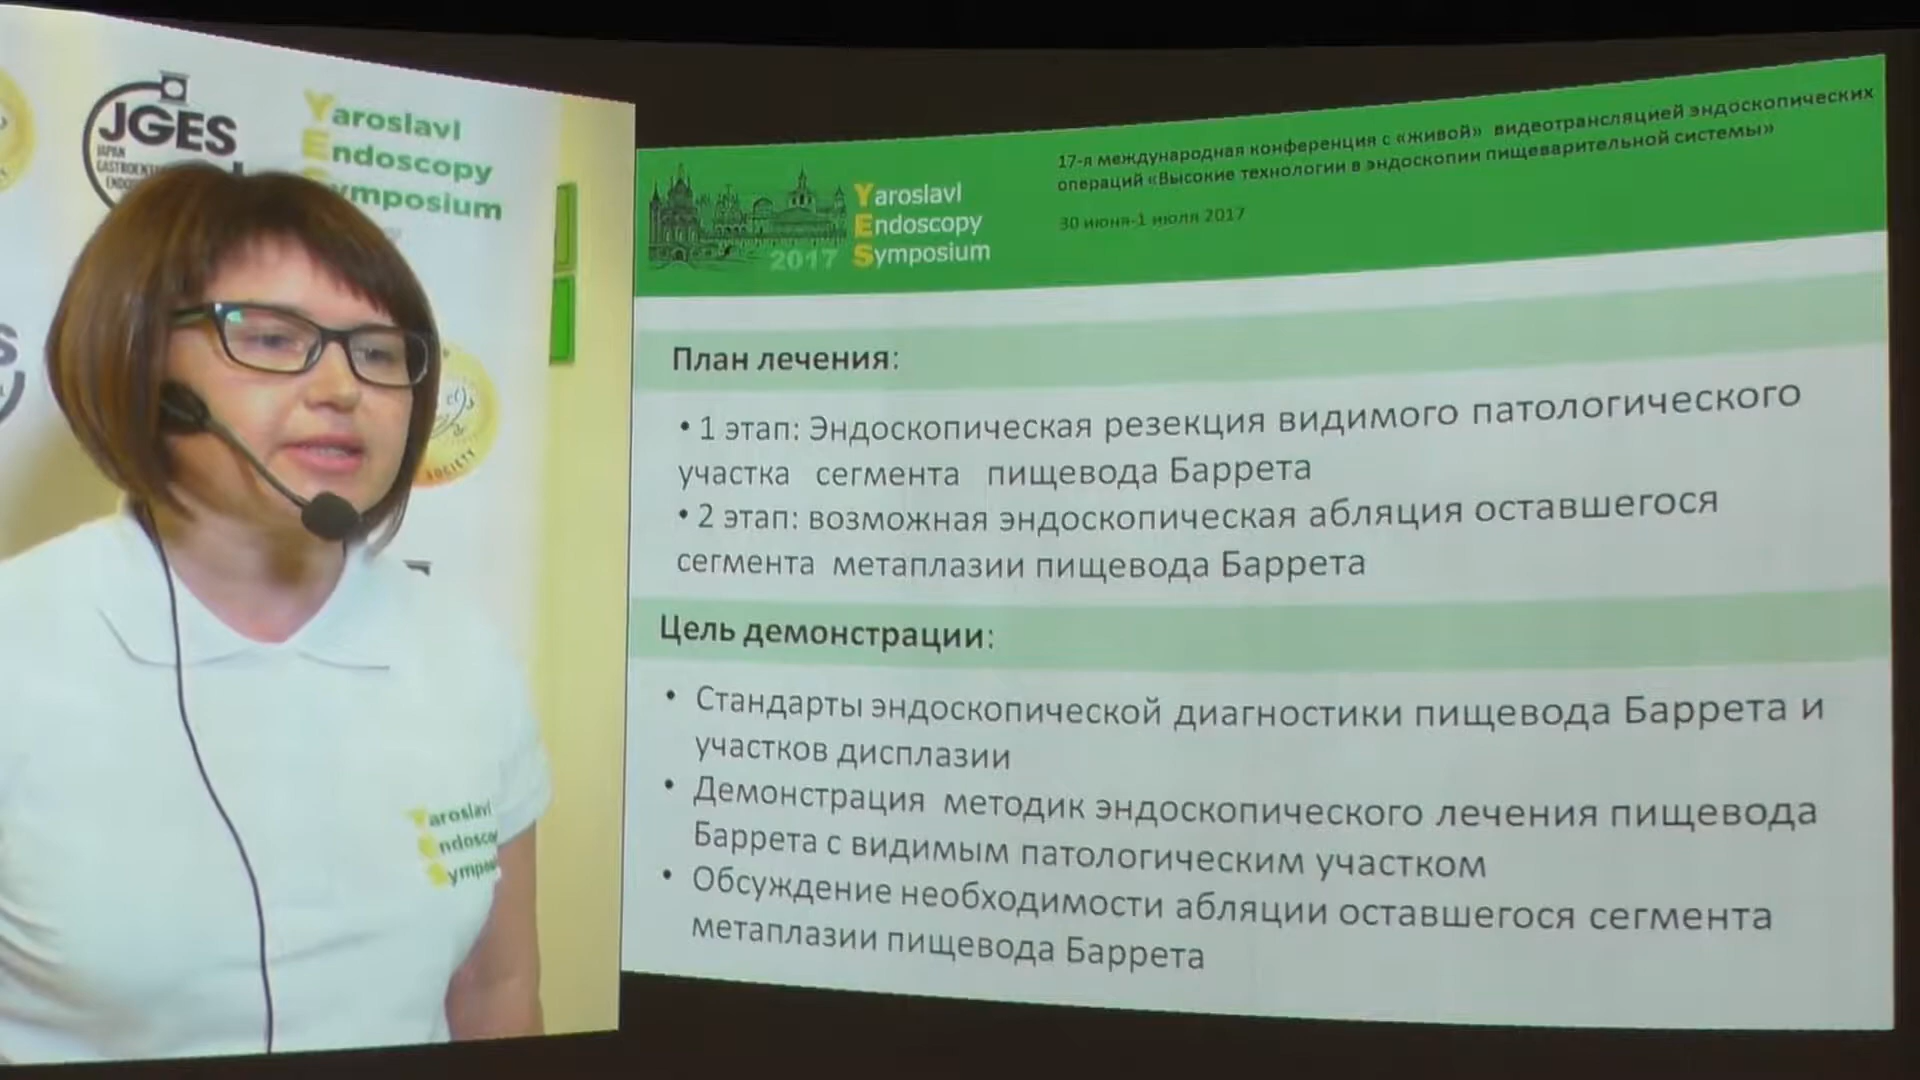 JGES
JAPAN
Yaroslavl
Endoscopy
Symposium
SOCIETY
Yaroslavl
Endoscopy
Symposium
2017
17-я международная конференция с «живой» видеотрансляцией эндоскопических
операций «Высокие технологии в эндоскопии пищеварительной системы»
30 июня-1 июля 2017
План лечения:
• 1 этап: Эндоскопическая резекция видимого патологического
участка сегмента пищевода Баррета
• 2 этап: возможная эндоскопическая абляция оставшегося
сегмента метаплазии пищевода Баррета
Цель демонстрации:
• Стандарты эндоскопической диагностики пищевода Баррета и
участков дисплазии
• Демонстрация методик эндоскопического лечения пищевода
Баррета с видимым патологическим участком
• Обсуждение необходимости абляции оставшегося сегмента
метаплазии пищевода Баррета
Yaroslavl